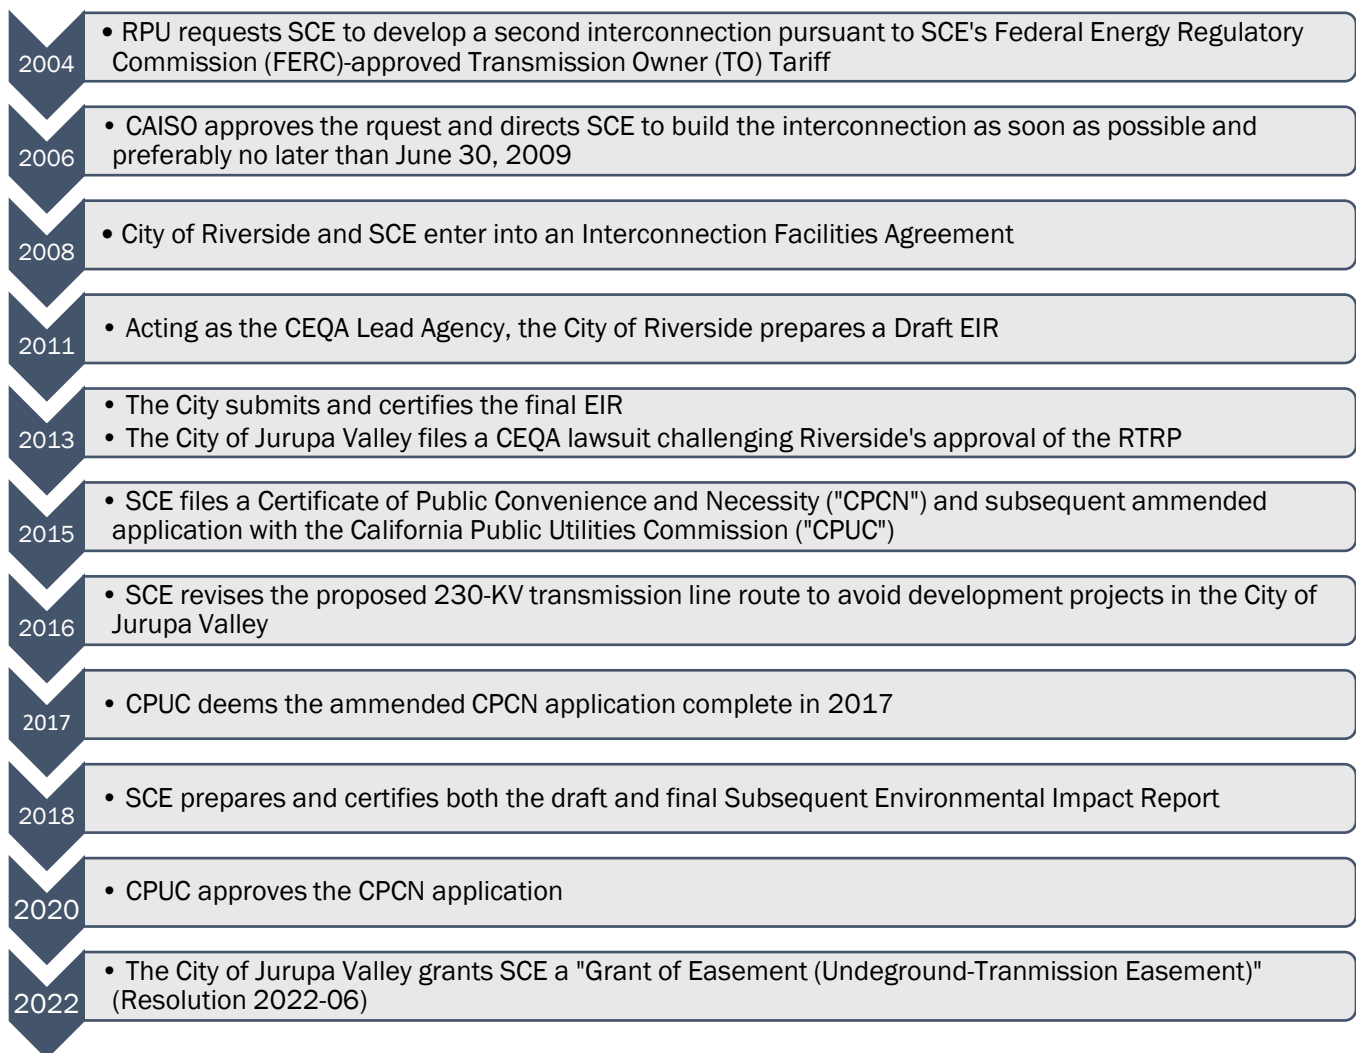 2004
• RPU requests SCE to develop a second interconnection pursuant to SCE's Federal Energy Regulatory
Commission (FERC)-approved Transmission Owner (TO) Tariff
2006
• CAISO approves the rquest and directs SCE to build the interconnection as soon as possible and
preferably no later than June 30, 2009
2008
• City of Riverside and SCE enter into an Interconnection Facilities Agreement
2011
• Acting as the CEQA Lead Agency, the City of Riverside prepares a Draft EIR
2013
• The City submits and certifies the final EIR
• The City of Jurupa Valley files a CEQA lawsuit challenging Riverside's approval of the RTRP
2015
• SCE files a Certificate of Public Convenience and Necessity ("CPCN") and subsequent ammended
application with the California Public Utilities Commission ("CPUC")
2016
• SCE revises the proposed 230-KV transmission line route to avoid development projects in the City of
Jurupa Valley
2017
• CPUC deems the ammended CPCN application complete in 2017
2018
• SCE prepares and certifies both the draft and final Subsequent Environmental Impact Report
2020
• CPUC approves the CPCN application
2022
• The City of Jurupa Valley grants SCE a "Grant of Easement (Undeground-Tranmission Easement)"
(Resolution 2022-06)